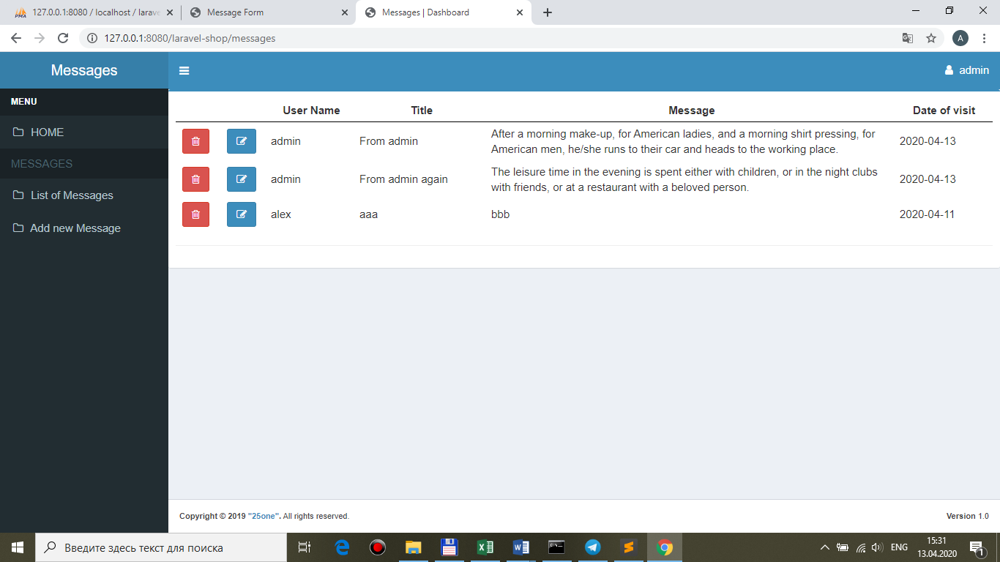 127.0.0.1:8080 / localhost / larave
Message Form
Messages | Dashboard
127.0.0.1:8080/laravel-shop/messages
A
Messages
admin
MENU
HOME
MESSAGES
List of Messages
Add new Message
User Name Title Message Date of visit
admin From admin After a morning make-up, for American ladies, and a morning shirt pressing, for
American men, he/she runs to their car and heads to the working place. 2020-04-13
admin From admin again The leisure time in the evening is spent either with children, or in the night clubs
with friends, or at a restaurant with a beloved person. 2020-04-13
alex aaa bbb 2020-04-11
Copyright © 2019 "25one". All rights reserved.
Version 1.0
Введите здесь текст для поиска
ENG
15:31
13.04.2020
1